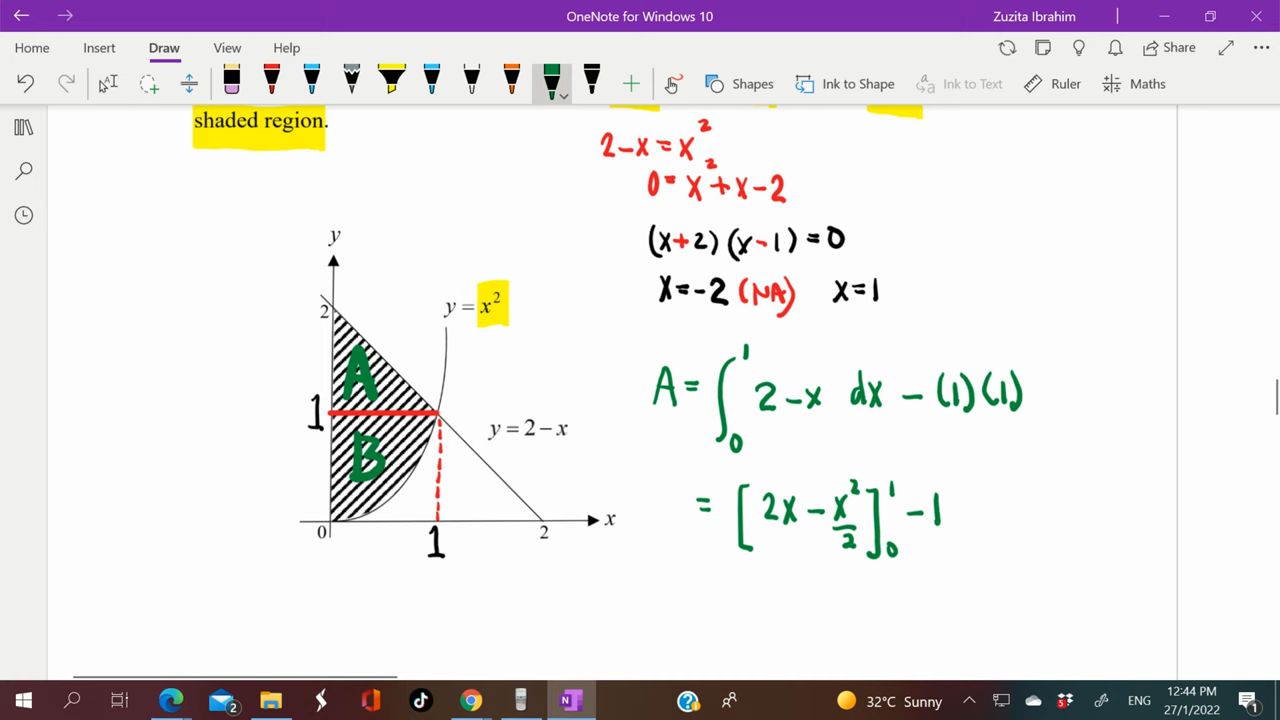 OneNote for Windows 10
Zuzita Ibrahim
Home Insert Draw View Help
Share
Shapes Ink to Shape Ink to Text Ruler Maths
shaded region.
2-x = x²
0 = x² + x - 2
(x+2)(x-1) = 0
x = -2 (NA) x = 1
y
2
y = x²
A
A = ∫₀¹ 2-x dx - (1)(1)
1
y = 2 - x
B
= [2x - x²/2]₀¹ - 1
x
0
1
2
2
5
32°C Sunny
ENG
12:44 PM
27/1/2022
1